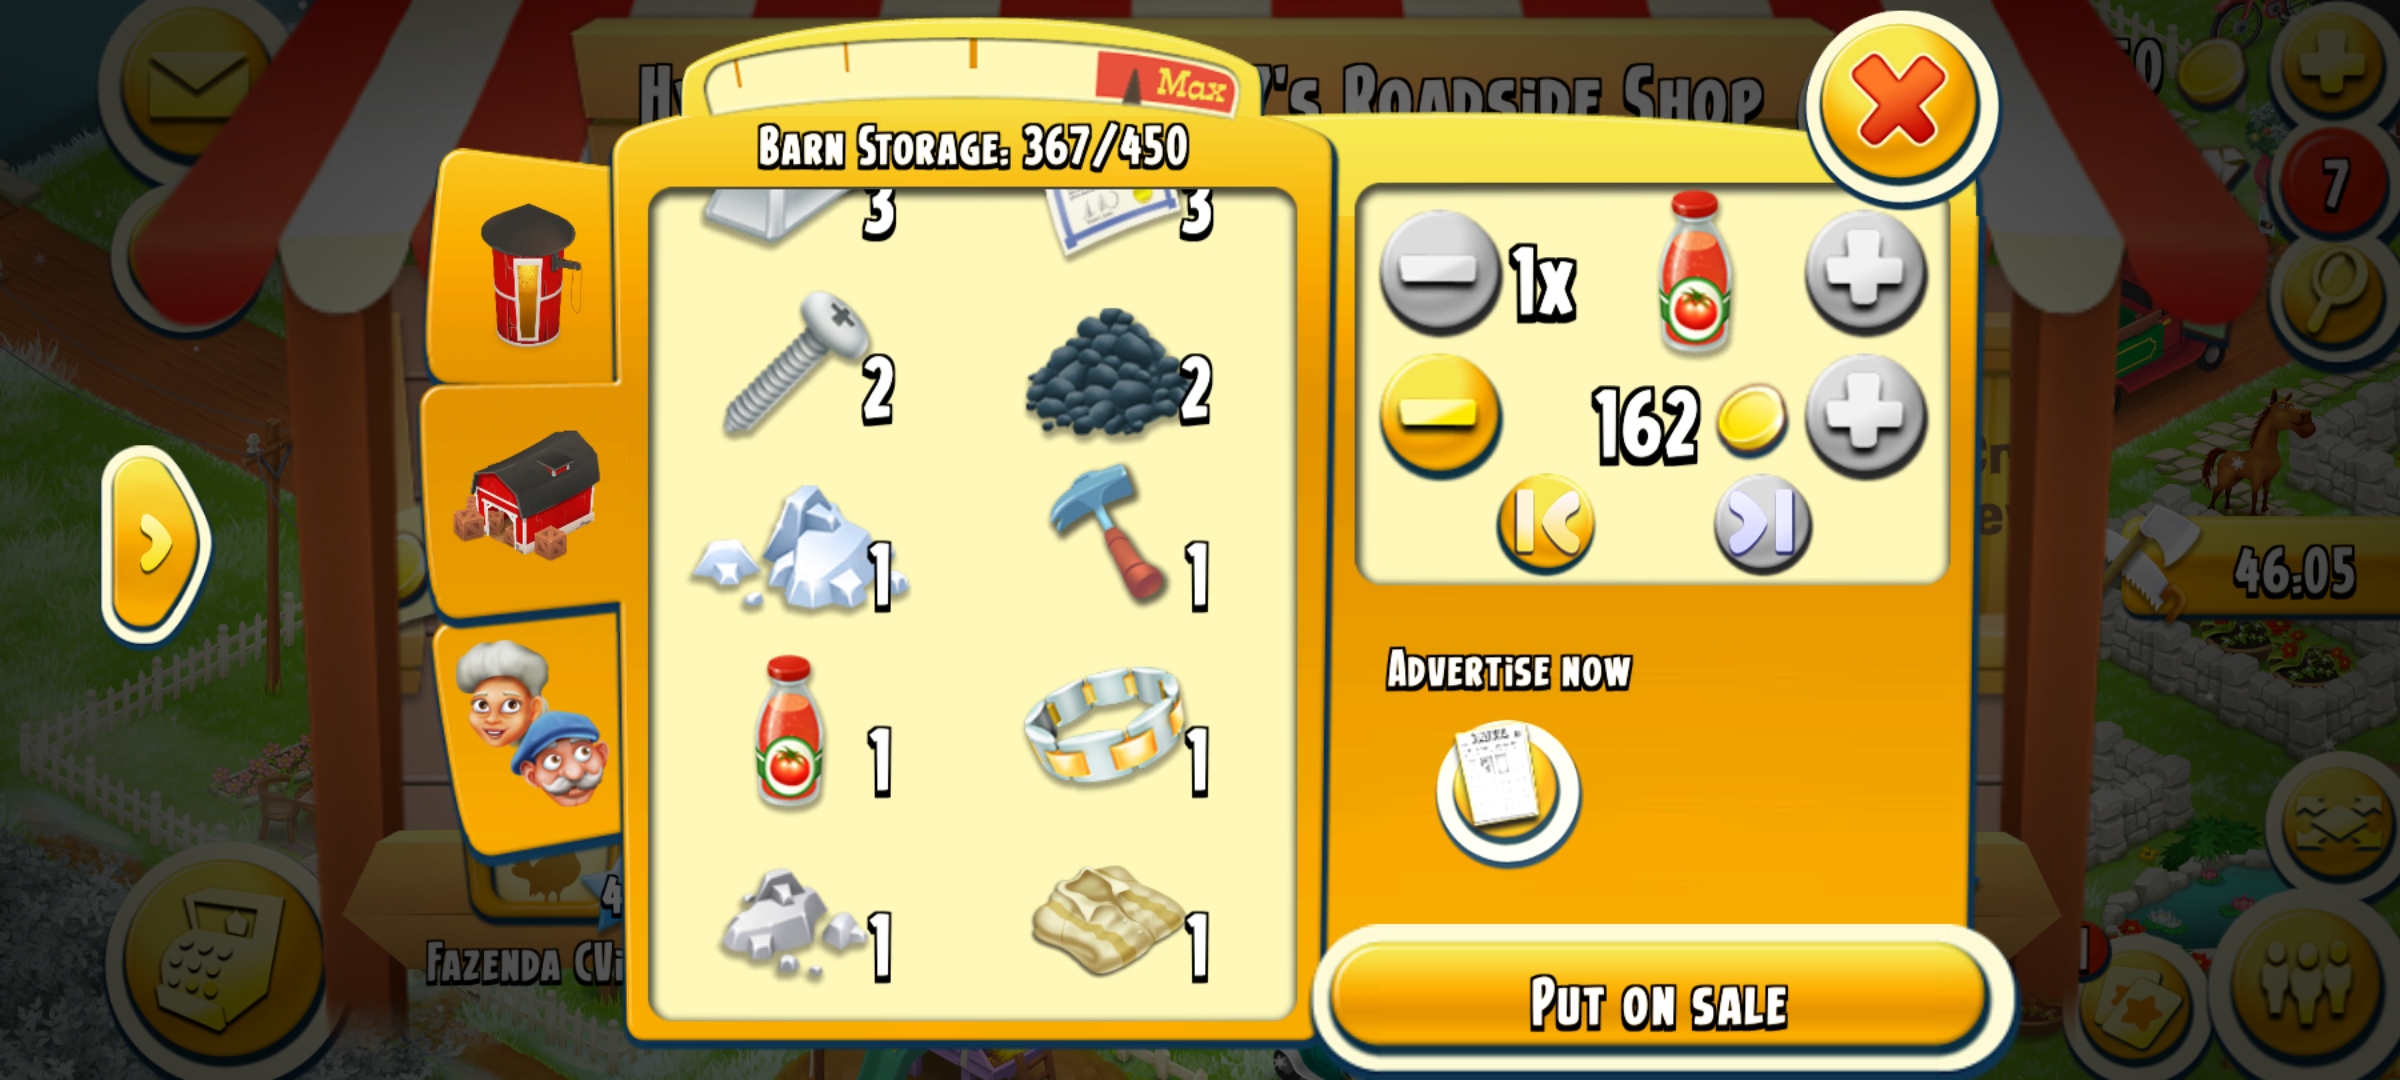 's Roadside Shop
Max
Barn Storage: 367/450
3
3
2
2
1
1
1
1
1
1
1x
162
7
46:05
Advertise now
Fazenda
Put on sale